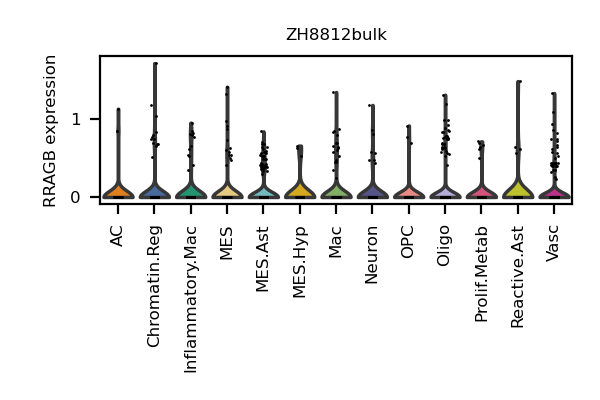 ZH8812bulk
RRAGB expression
1
0
AC
Chromatin.Reg
Inflammatory.Mac
MES
MES.Ast
MES.Hyp
Mac
Neuron
OPC
Oligo
Prolif.Metab
Reactive.Ast
Vasc